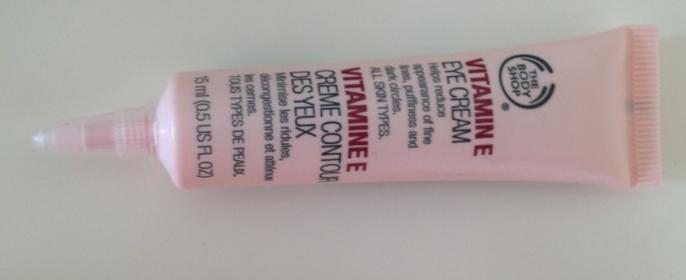 THE
BODY
SHOP
®
VITAMIN E
EYE CREAM
Helps reduce
appearance of fine
lines, puffiness and
dark circles.
ALL SKIN TYPES.
VITAMINE E
CRÈME CONTOUR
DES YEUX
Minimise les ridules,
décongestionne et atténue
les cernes.
TOUS TYPES DE PEAUX.
15 ml (0.5 US FL OZ)